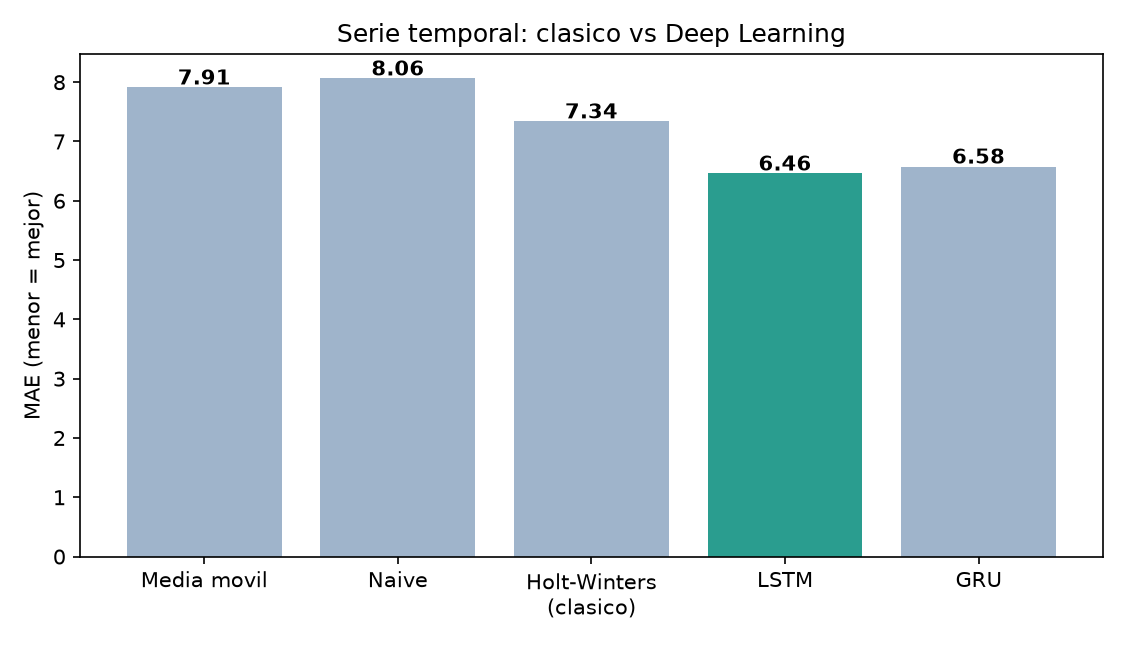 Serie temporal: clasico vs Deep Learning
MAE (menor = mejor)
8
7
6
5
4
3
2
1
0
7.91
8.06
7.34
6.46
6.58
Media movil
Naive
Holt-Winters
(clasico)
LSTM
GRU